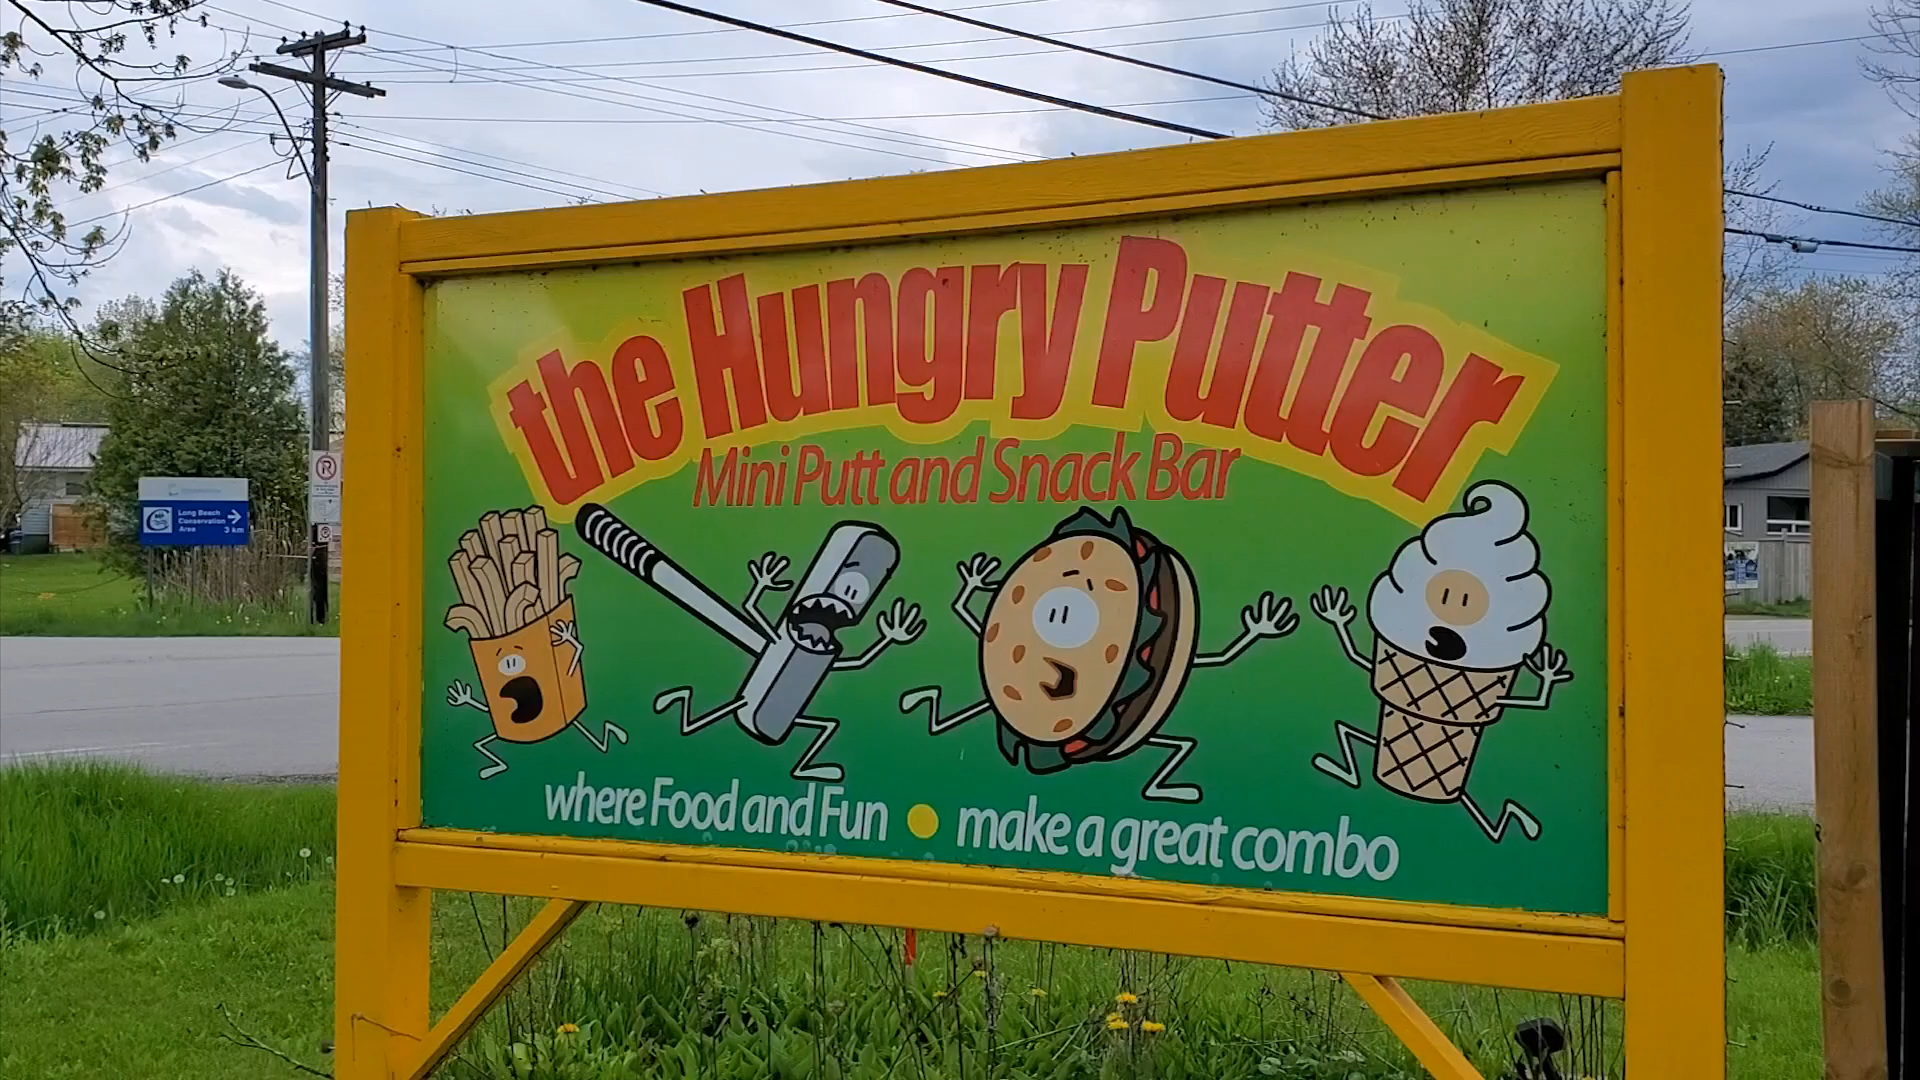 the Hungry Putter
Mini Putt and Snack Bar
where Food and Fun • make a great combo
Long Beach
Conservation
Area
3 km